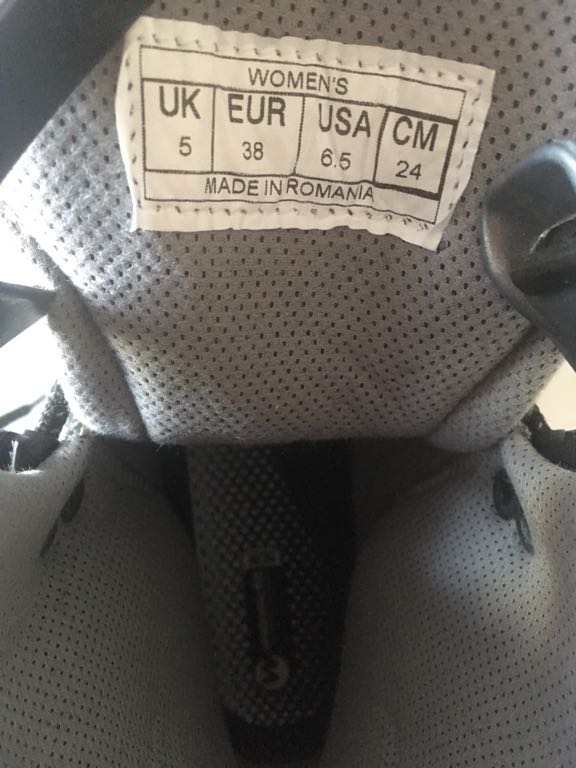 WOMEN'S
UK EUR USA CM
5 38 6.5 24
MADE IN ROMANIA